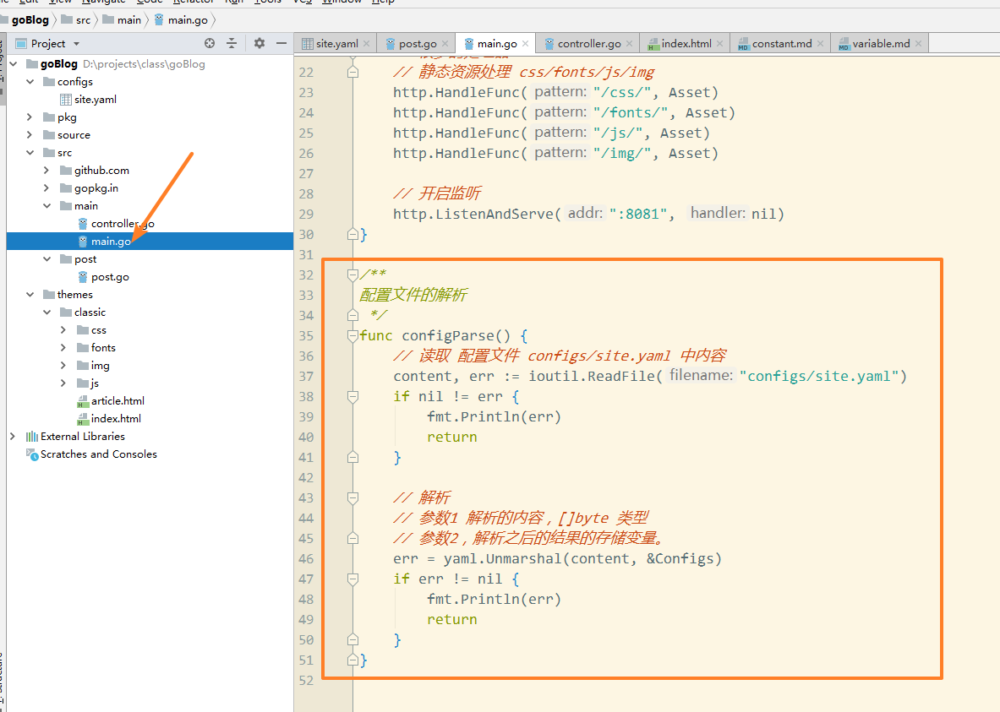 Edit View Navigate Code Refactor Run Tools VCS Window Help
goBlog src main main.go
Project
site.yaml post.go main.go controller.go index.html constant.md variable.md
goBlog D:\projects\class\goBlog
configs
site.yaml
pkg
source
src
github.com
gopkg.in
main
controller.go
main.go
post
post.go
themes
classic
css
fonts
img
js
article.html
index.html
External Libraries
Scratches and Consoles
22 // 静态资源处理 css/fonts/js/img
23 http.HandleFunc( pattern: "/css/", Asset)
24 http.HandleFunc( pattern: "/fonts/", Asset)
25 http.HandleFunc( pattern: "/js/", Asset)
26 http.HandleFunc( pattern: "/img/", Asset)
27
28 // 开启监听
29 http.ListenAndServe( addr: ":8081", handler: nil)
30 }
31
32 /**
33 配置文件的解析
34 */
35 func configParse() {
36 // 读取 配置文件 configs/site.yaml 中内容
37 content, err := ioutil.ReadFile( filename: "configs/site.yaml")
38 if nil != err {
39 fmt.Println(err)
40 return
41 }
42
43 // 解析
44 // 参数1 解析的内容，[]byte 类型
45 // 参数2，解析之后的结果的存储变量。
46 err = yaml.Unmarshal(content, &Configs)
47 if err != nil {
48 fmt.Println(err)
49 return
50 }
51 }
52